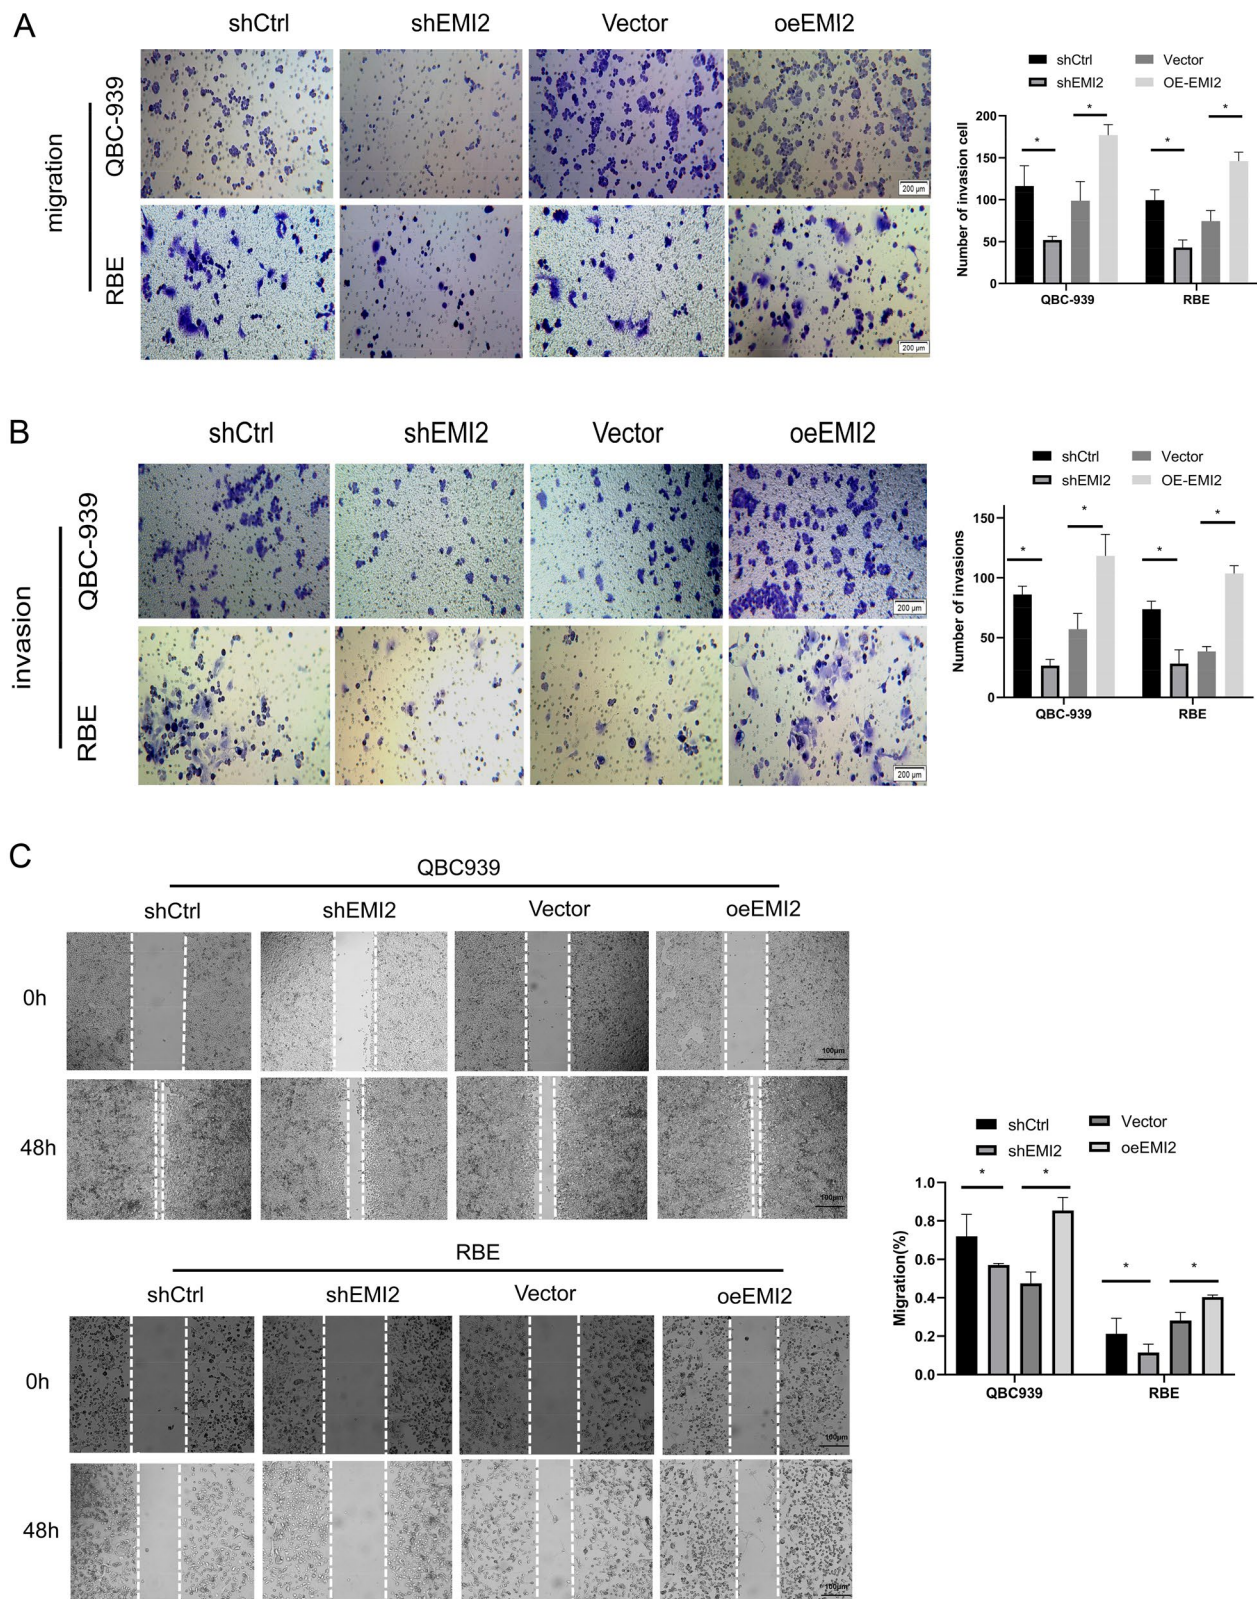 A
shCtrl shEMI2 Vector oeEMI2
migration
QBC-939
RBE
200 μm
200 μm
shCtrl Vector
shEMI2 OE-EMI2
Number of invasion cell
200
150
100
50
0
* * * *
QBC-939 RBE
B
shCtrl shEMI2 Vector oeEMI2
invasion
QBC-939
RBE
200 μm
200 μm
shCtrl Vector
shEMI2 OE-EMI2
Number of invasions
150
100
50
0
* * * *
QBC-939 RBE
C
QBC939
shCtrl shEMI2 Vector oeEMI2
0h
100μm
48h
100μm
RBE
shCtrl shEMI2 Vector oeEMI2
0h
100μm
48h
100μm
shCtrl Vector
shEMI2 oeEMI2
Migration(%)
1.0
0.8
0.6
0.4
0.2
0.0
* * * *
QBC939 RBE